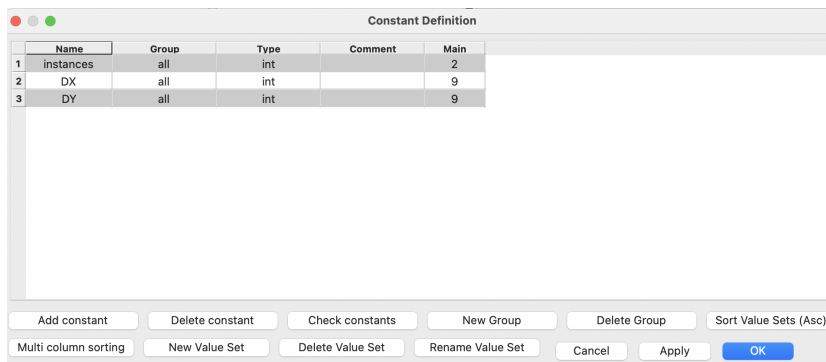 Constant Definition
Name Group Type Comment Main
1 instances all int 2
2 DX all int 9
3 DY all int 9
Add constant Delete constant Check constants New Group Delete Group Sort Value Sets (Asc)
Multi column sorting New Value Set Delete Value Set Rename Value Set Cancel Apply OK